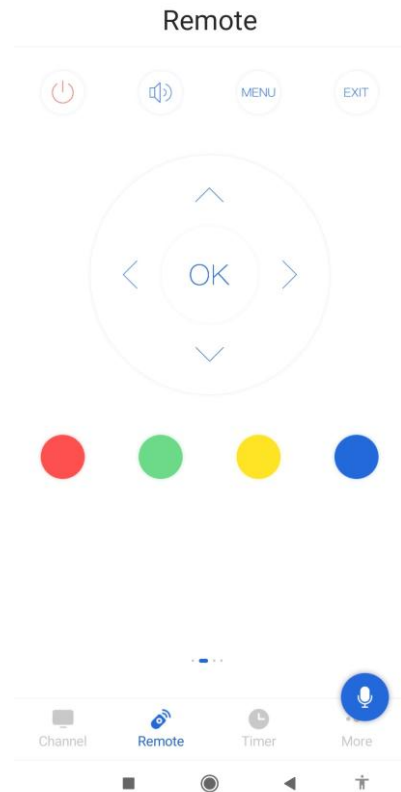 Remote
MENU
EXIT
OK
Channel
Remote
Timer
More